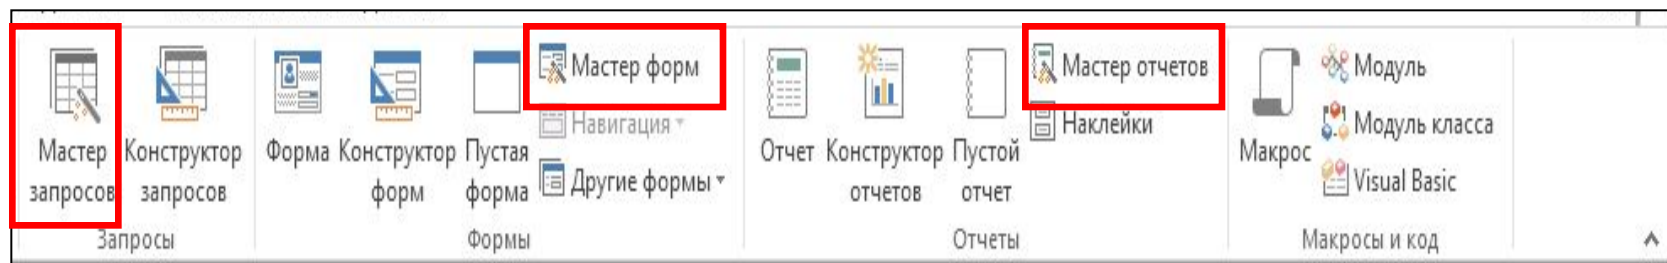 Мастер
запросов
Конструктор
запросов
Запросы
Форма
Конструктор
форм
Пустая
форма
Мастер форм
Навигация
Другие формы
Формы
Отчет
Конструктор
отчетов
Пустой
отчет
Мастер отчетов
Наклейки
Отчеты
Макрос
Модуль
Модуль класса
Visual Basic
Макросы и код